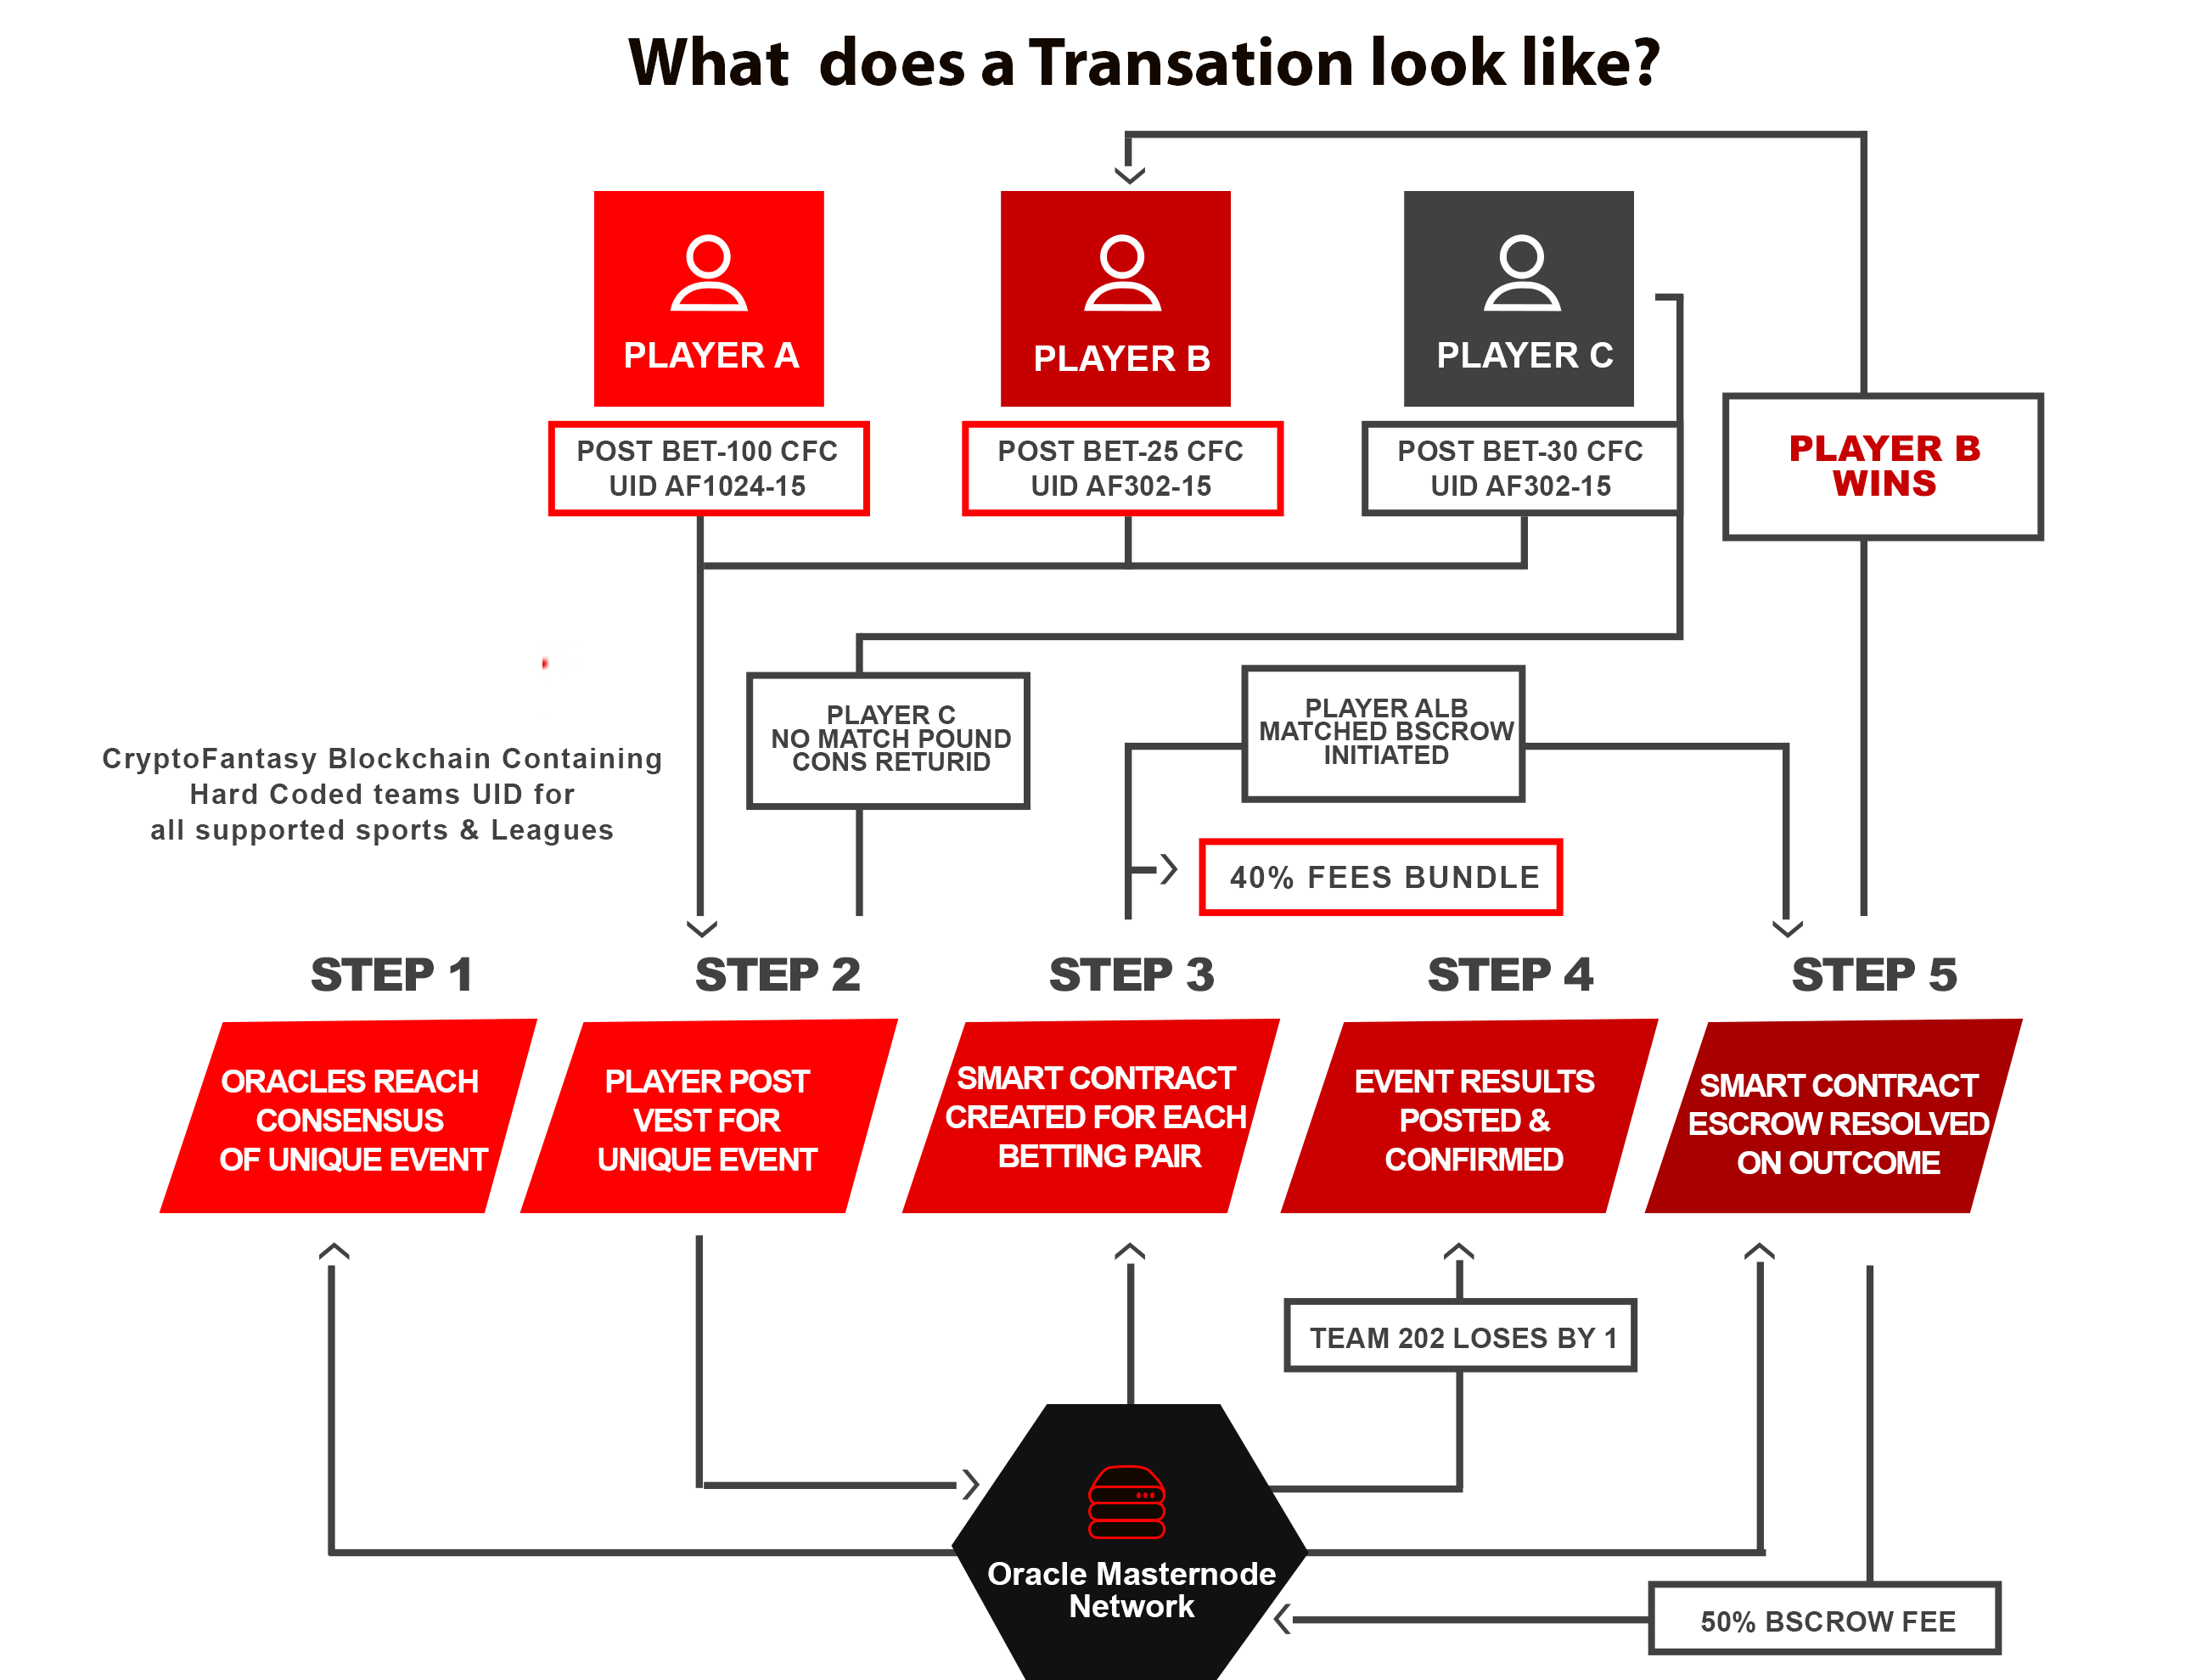 What does a Transation look like?
PLAYER A
PLAYER B
PLAYER C
POST BET-100 CFC
UID AF1024-15
POST BET-25 CFC
UID AF302-15
POST BET-30 CFC
UID AF302-15
PLAYER B
WINS
PLAYER C
NO MATCH POUND
CONS RETURID
PLAYER ALB
MATCHED BSCROW
INITIATED
CryptoFantasy Blockchain Containing
Hard Coded teams UID for
all supported sports & Leagues
40% FEES BUNDLE
STEP 1
STEP 2
STEP 3
STEP 4
STEP 5
ORACLES REACH
CONSENSUS
OF UNIQUE EVENT
PLAYER POST
VEST FOR
UNIQUE EVENT
SMART CONTRACT
CREATED FOR EACH
BETTING PAIR
EVENT RESULTS
POSTED &
CONFIRMED
SMART CONTRACT
ESCROW RESOLVED
ON OUTCOME
TEAM 202 LOSES BY 1
Oracle Masternode
Network
50% BSCROW FEE